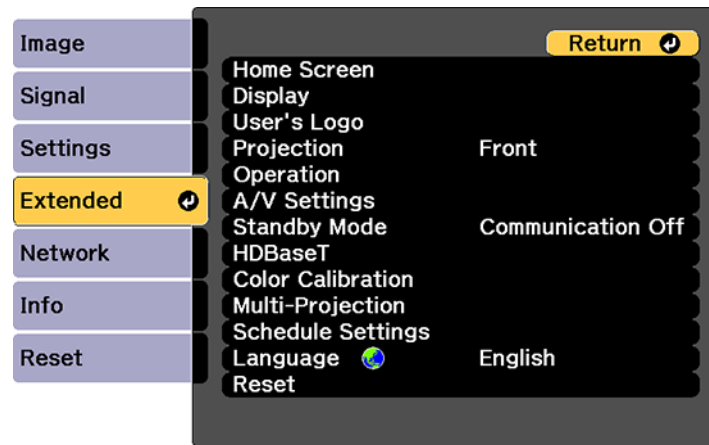 Image
Signal
Settings
Extended
Network
Info
Reset
Return
Home Screen
Display
User's Logo
Projection Front
Operation
A/V Settings
Standby Mode Communication Off
HDBaseT
Color Calibration
Multi-Projection
Schedule Settings
Language English
Reset